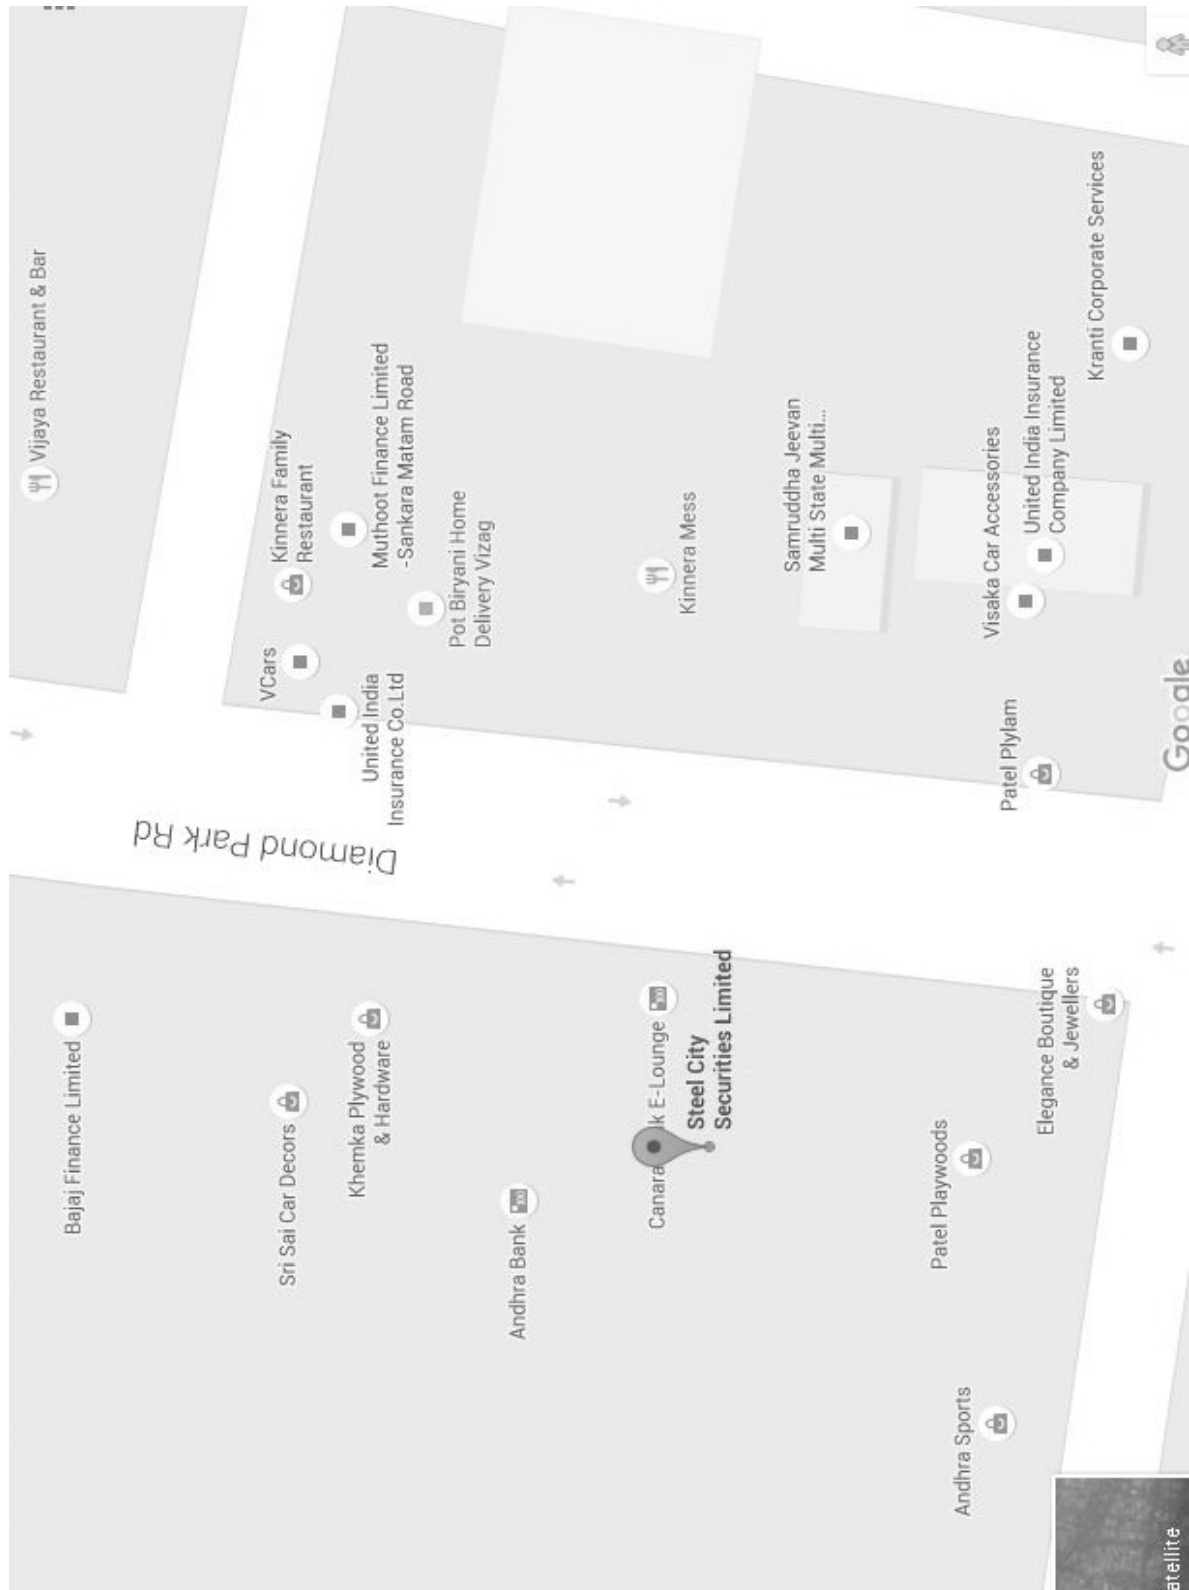 Vijaya Restaurant & Bar
Kinnera Family
Restaurant
Muthoot Finance Limited
-Sankara Matam Road
VCars
Pot Biryani Home
Delivery Vizag
United India
Insurance Co.Ltd
Kinnera Mess
Samruddha Jeevan
Multi State Multi...
Visaka Car Accessories
United India Insurance
Company Limited
Kranti Corporate Services
Patel Plylam
Google
Diamond Park Rd
Bajaj Finance Limited
Sri Sai Car Decors
Khemka Plywood
& Hardware
Andhra Bank
Canara k E-Lounge
Steel City
Securities Limited
Patel Playwoods
Elegance Boutique
& Jewellers
Andhra Sports
atellite